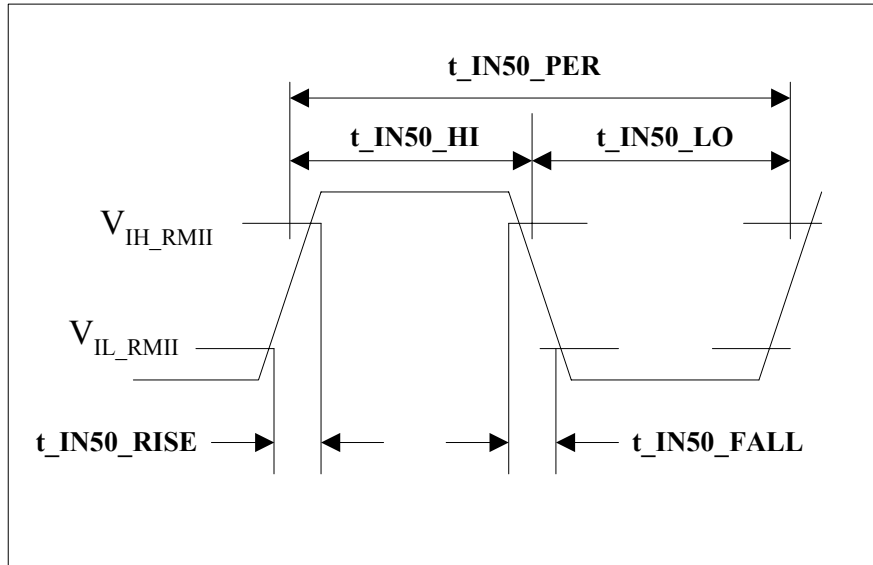 t_IN50_PER
t_IN50_HI
t_IN50_LO
V_IH_RMII
V_IL_RMII
t_IN50_RISE
t_IN50_FALL